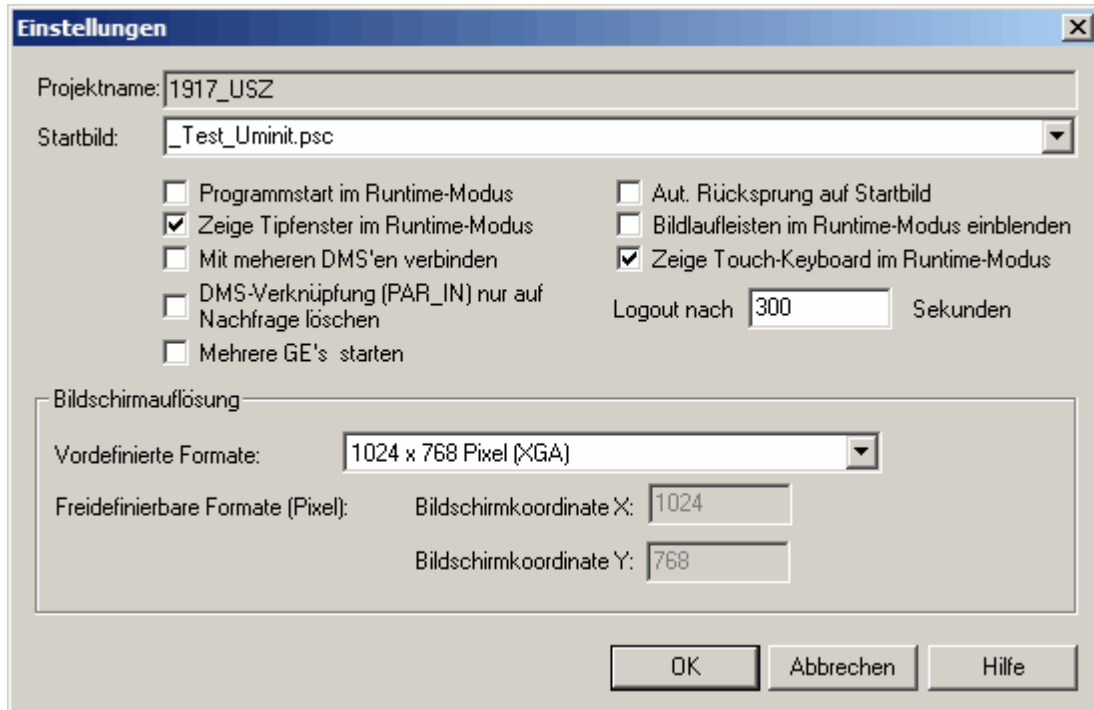 Einstellungen
Projektname: 1917_USZ
Startbild: _Test_Uminit.psc
Programmstart im Runtime-Modus
Aut. Rücksprung auf Startbild
Zeige Tipfenster im Runtime-Modus
Bildlaufleisten im Runtime-Modus einblenden
Mit meheren DMS'en verbinden
Zeige Touch-Keyboard im Runtime-Modus
DMS-Verknüpfung (PAR_IN) nur auf
Nachfrage löschen
Logout nach 300 Sekunden
Mehrere GE's starten
Bildschirmauflösung
Vordefinierte Formate: 1024 x 768 Pixel (XGA)
Freidefinierbare Formate (Pixel): Bildschirmkoordinate X: 1024
Bildschirmkoordinate Y: 768
OK Abbrechen Hilfe